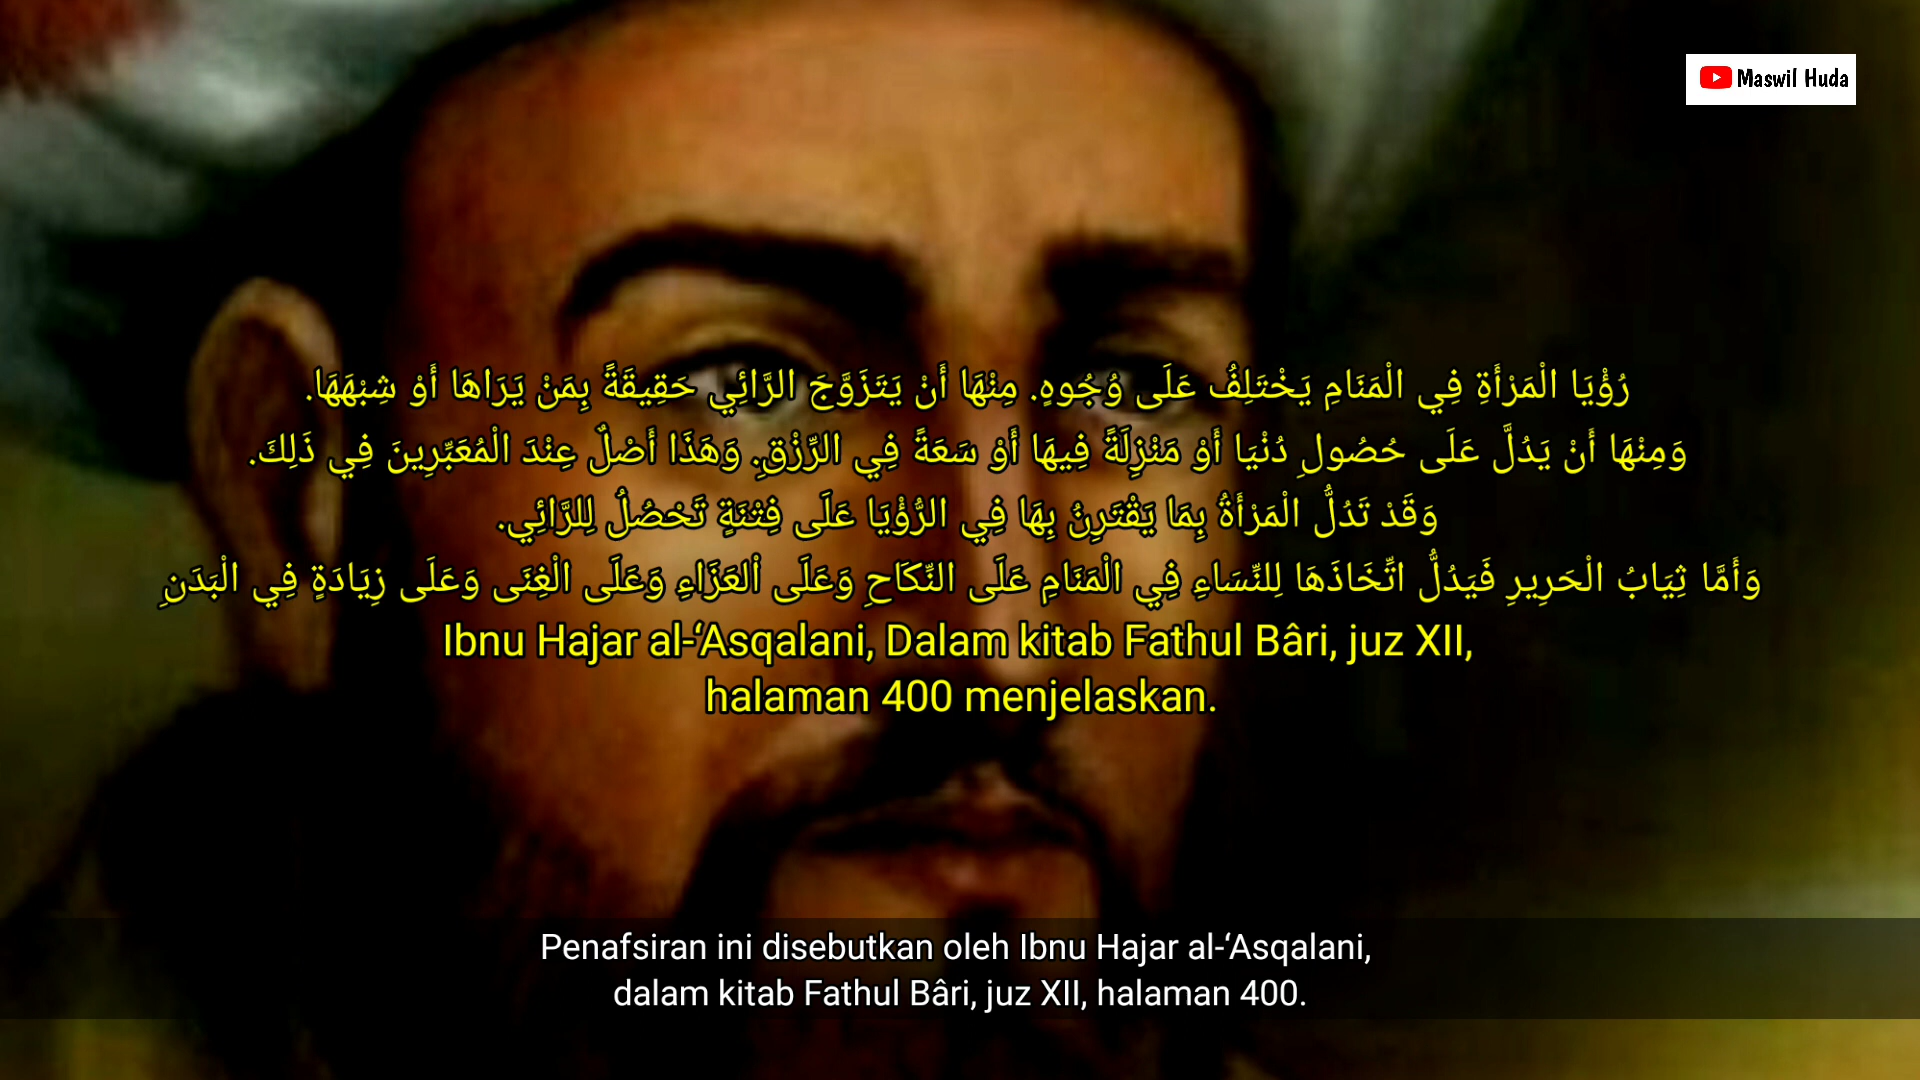 Maswil Huda
رُؤْيَا الْمَرْأَةِ فِي الْمَنَامِ يَخْتَلِفُ عَلَى وُجُوهٍ. مِنْهَا أَنْ يَتَزَوَّجَ الرَّائِي حَقِيقَةً بِمَنْ يَرَاهَا أَوْ شِبْهَهَا.
وَمِنْهَا أَنْ يَدُلَّ عَلَى حُصُولِ دُنْيَا أَوْ مَنْزِلَةً فِيهَا أَوْ سَعَةً فِي الرِّزْقِ. وَهَذَا أَصْلٌ عِنْدَ الْمُعَبِّرِينَ فِي ذَلِكَ.
وَقَدْ تَدُلُّ الْمَرْأَةُ بِمَا يَقْتَرِنُ بِهَا فِي الرُّؤْيَا عَلَى فِتْنَةٍ تَحْصُلُ لِلرَّائِي.
وَأَمَّا ثِيَابُ الْحَرِيرِ فَيَدُلُّ اتِّخَاذَهَا لِلنِّسَاءِ فِي الْمَنَامِ عَلَى النِّكَاحِ وَعَلَى اْلعَزَّاءِ وَعَلَى الْغِنَى وَعَلَى زِيَادَةٍ فِي الْبَدَنِ
Ibnu Hajar al-‘Asqalani, Dalam kitab Fathul Bâri, juz XII,
halaman 400 menjelaskan.
Penafsiran ini disebutkan oleh Ibnu Hajar al-‘Asqalani,
dalam kitab Fathul Bâri, juz XII, halaman 400.